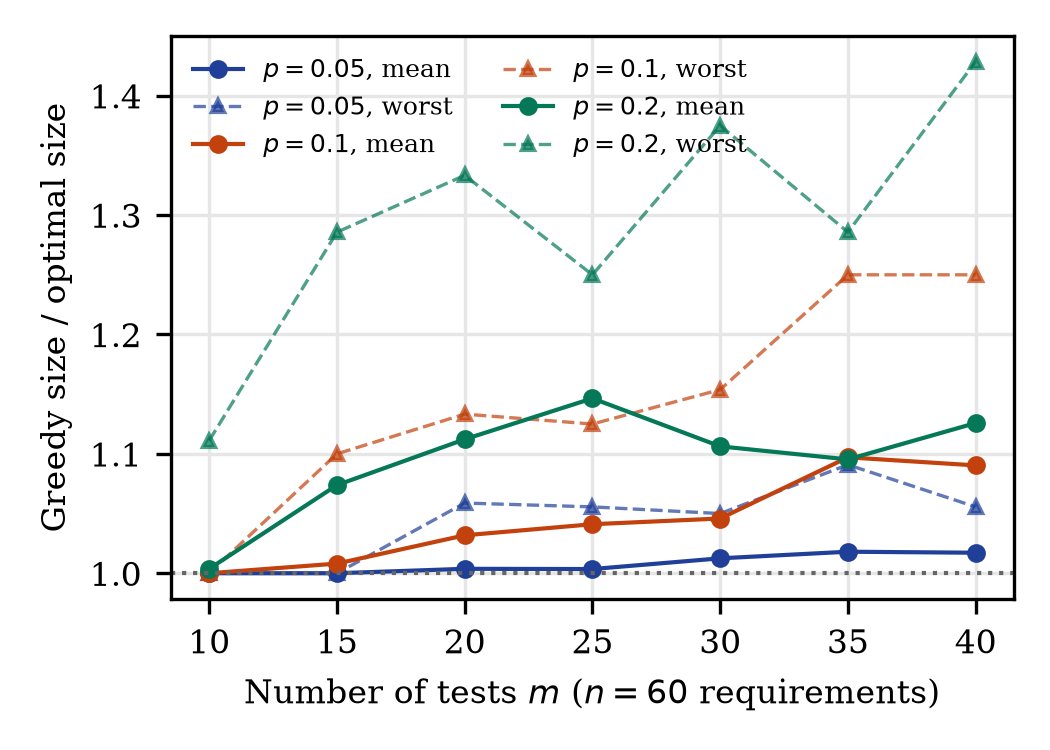 p = 0.05, mean
p = 0.05, worst
p = 0.1, mean
p = 0.1, worst
p = 0.2, mean
p = 0.2, worst
Greedy size / optimal size
1.4
1.3
1.2
1.1
1.0
10 15 20 25 30 35 40
Number of tests m (n = 60 requirements)